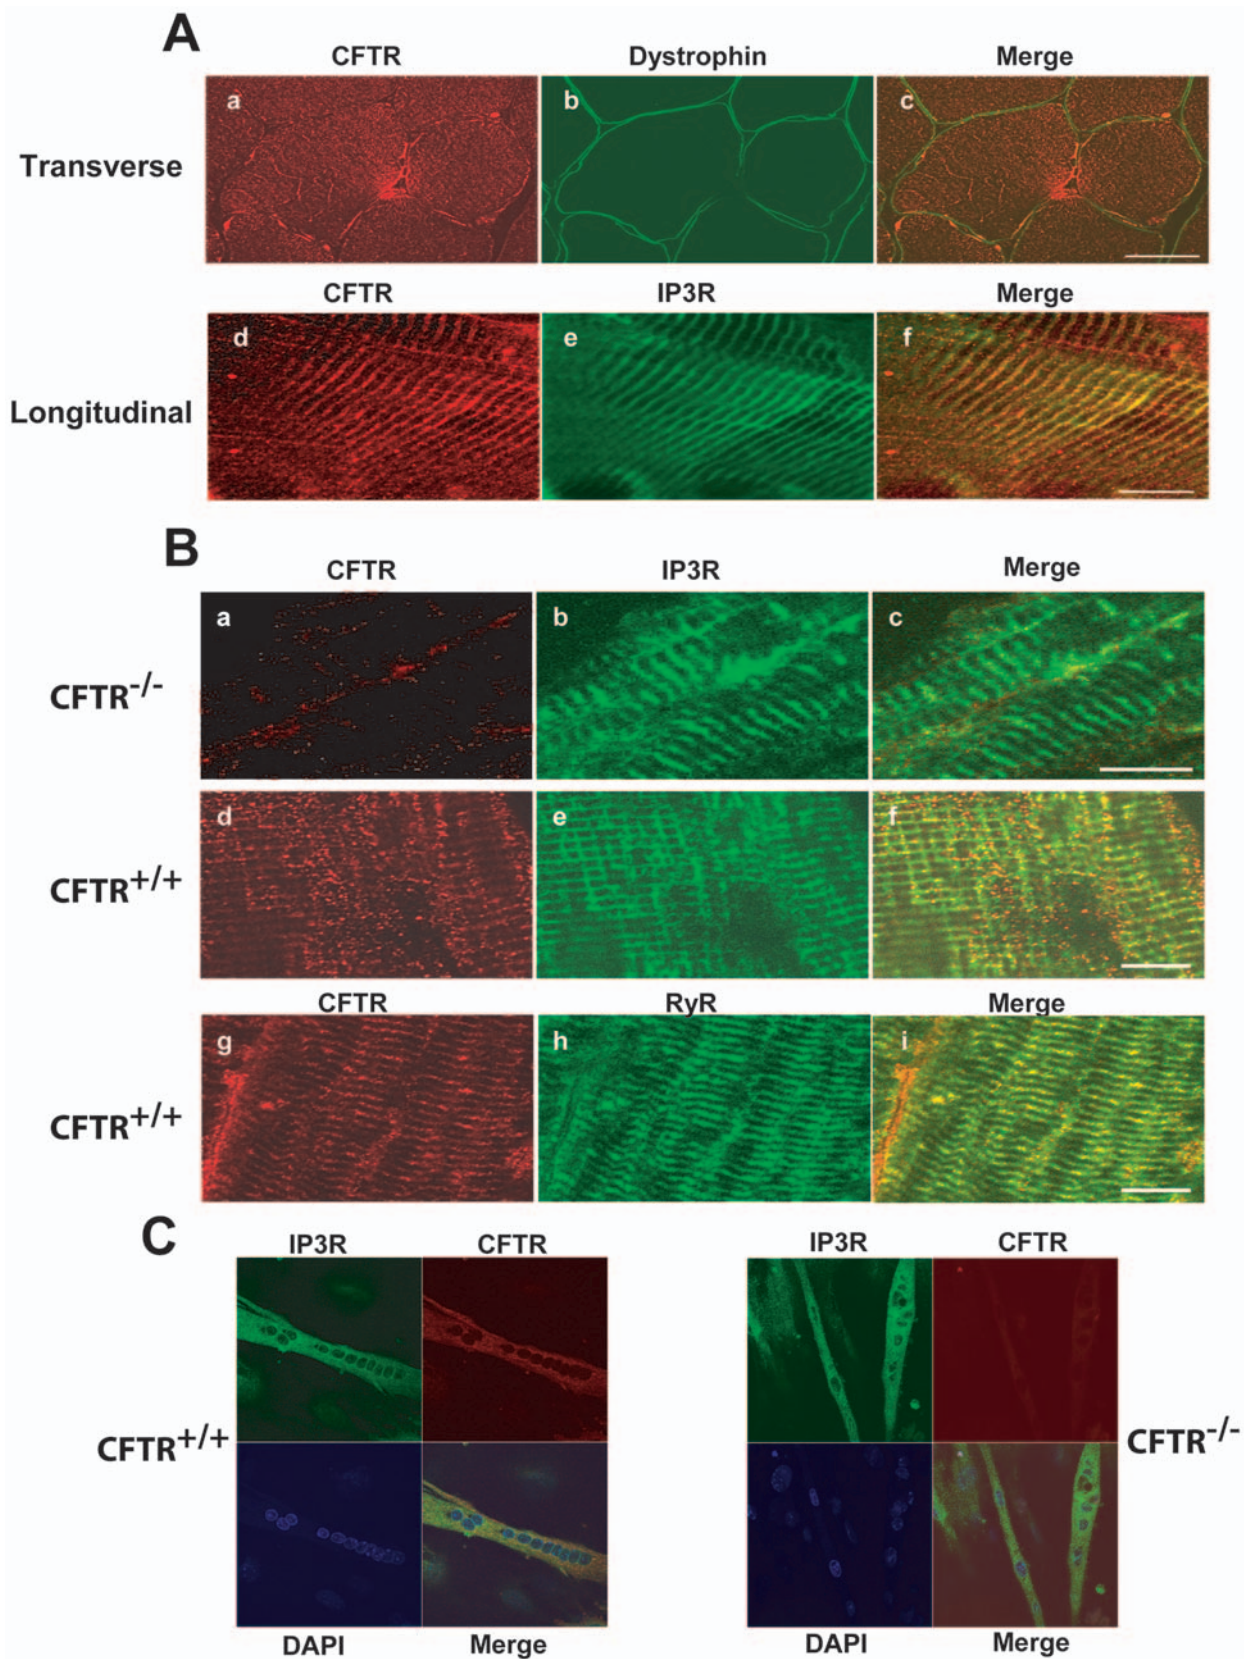 A
CFTR Dystrophin Merge
Transverse
a b c
CFTR IP3R Merge
Longitudinal
d e f
B
CFTR IP3R Merge
CFTR-/-
a b c
CFTR+/+
d e f
CFTR RyR Merge
CFTR+/+
g h i
C
IP3R CFTR IP3R CFTR
CFTR+/+ CFTR-/-
DAPI Merge DAPI Merge